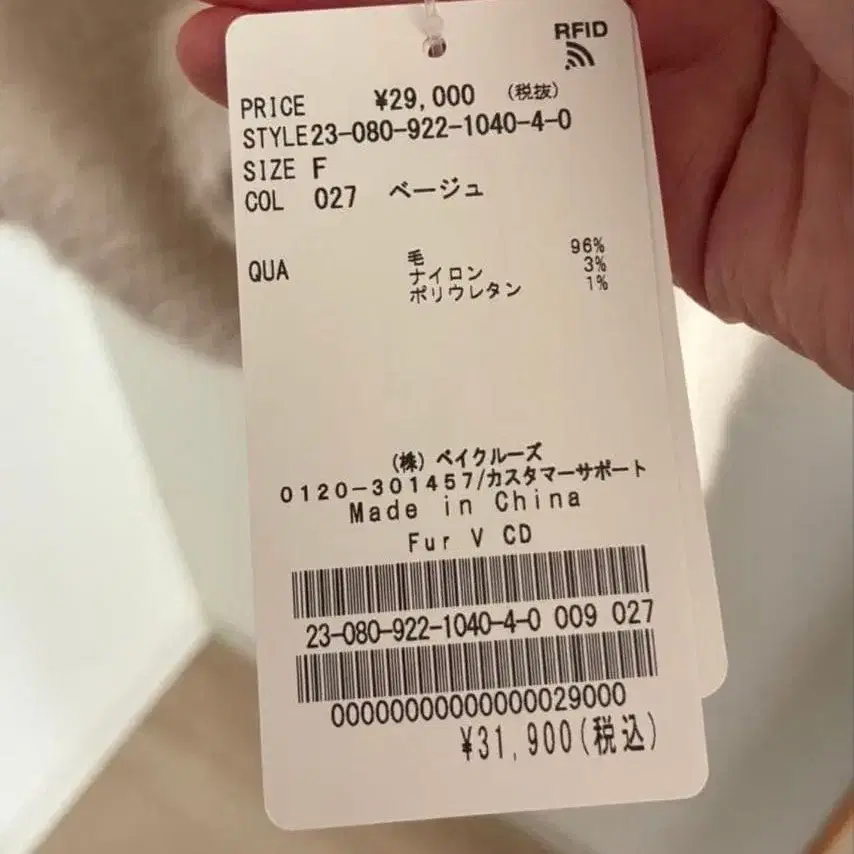 RFID
PRICE ¥29,000 (税抜)
STYLE23-080-922-1040-4-0
SIZE F
COL 027 ベージュ
QUA 毛 96%
ナイロン 3%
ポリウレタン 1%
(株) ベイクルーズ
0120-301457/カスタマーサポート
Made in China
Fur V CD
23-080-922-1040-4-0 009 027
00000000000000029000
¥31,900(税込)